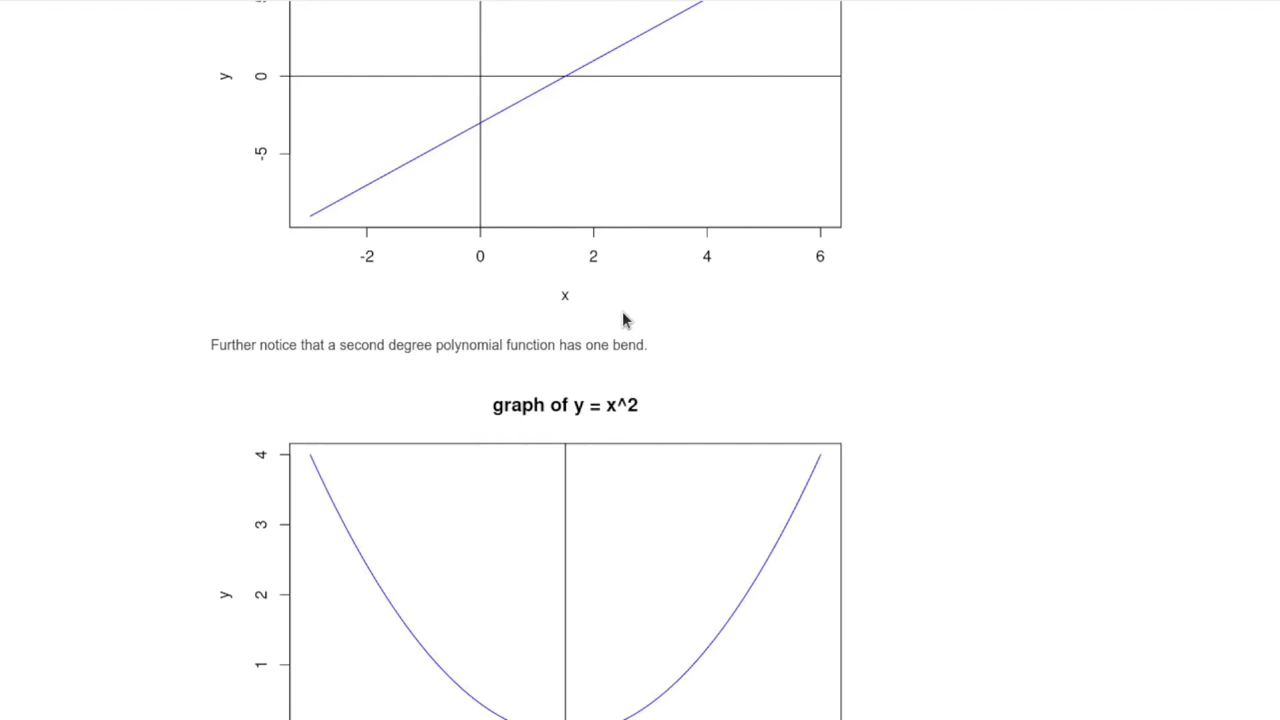 y
0
-5
-2 0 2 4 6
x
Further notice that a second degree polynomial function has one bend.
graph of y = x^2
4
3
y
2
1